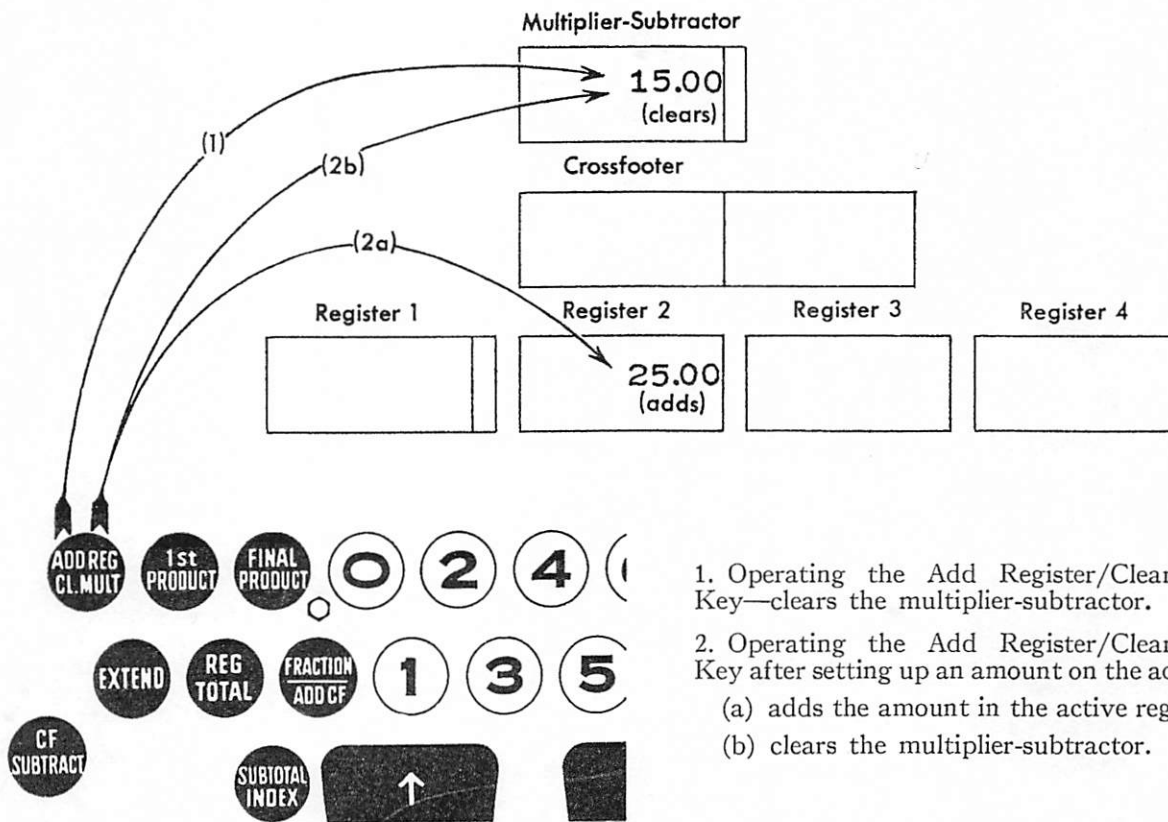 Multiplier-Subtractor
15.00
(clears)
(1)
(2b)
Crossfooter
(2a)
Register 1
Register 2
Register 3
Register 4
25.00
(adds)
ADD REG
CL.MULT
1st
PRODUCT
FINAL
PRODUCT
0
2
4
EXTEND
REG
TOTAL
FRACTION
ADD CF
1
3
5
CF
SUBTRACT
SUBTOTAL
INDEX
↑
1. Operating the Add Register/Clear
Key—clears the multiplier-subtractor.
2. Operating the Add Register/Clear
Key after setting up an amount on the
(a) adds the amount in the active
(b) clears the multiplier-subtractor.